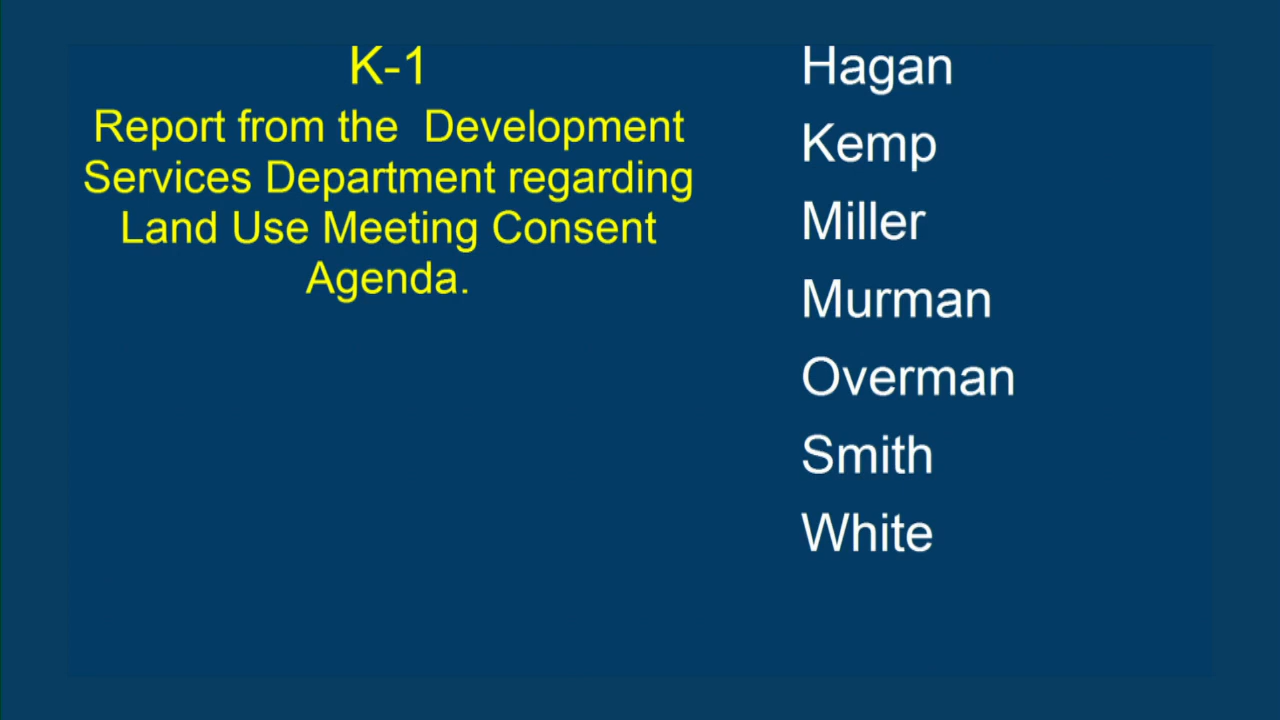 K-1
Report from the Development
Services Department regarding
Land Use Meeting Consent
Agenda.
Hagan
Kemp
Miller
Murman
Overman
Smith
White